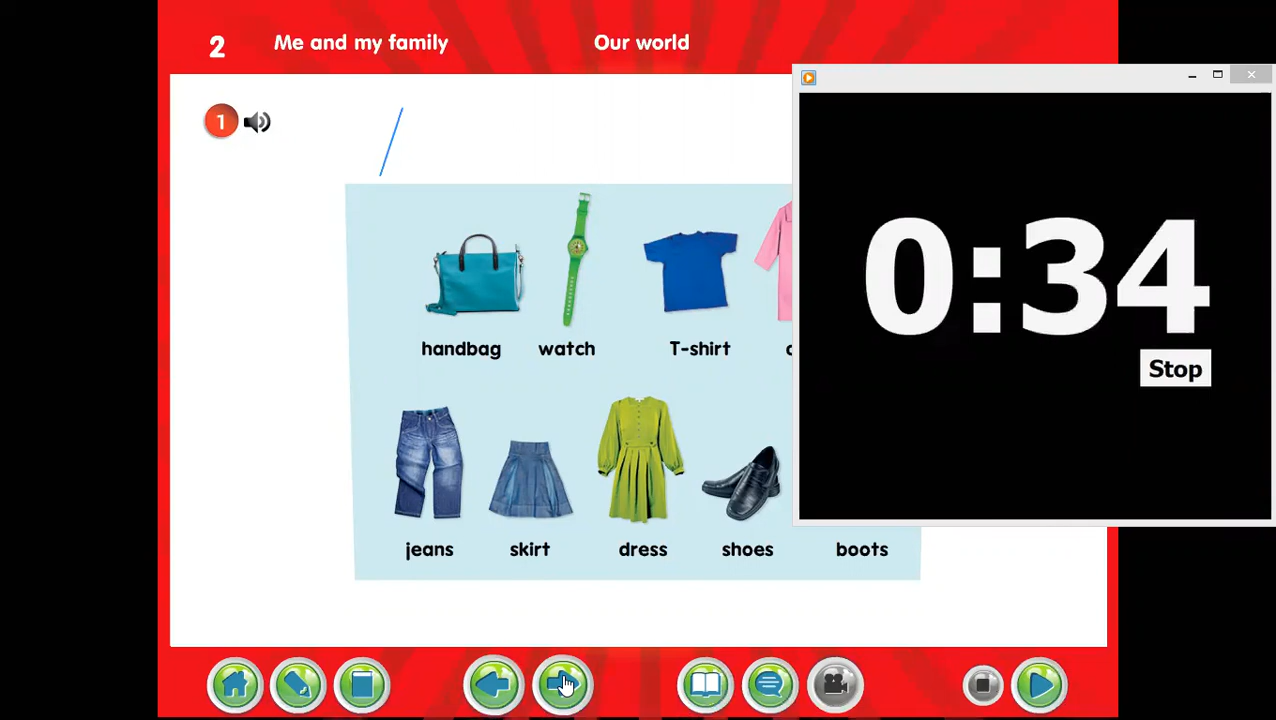 2 Me and my family Our world
1
0:34
Stop
handbag watch T-shirt
jeans skirt dress shoes boots